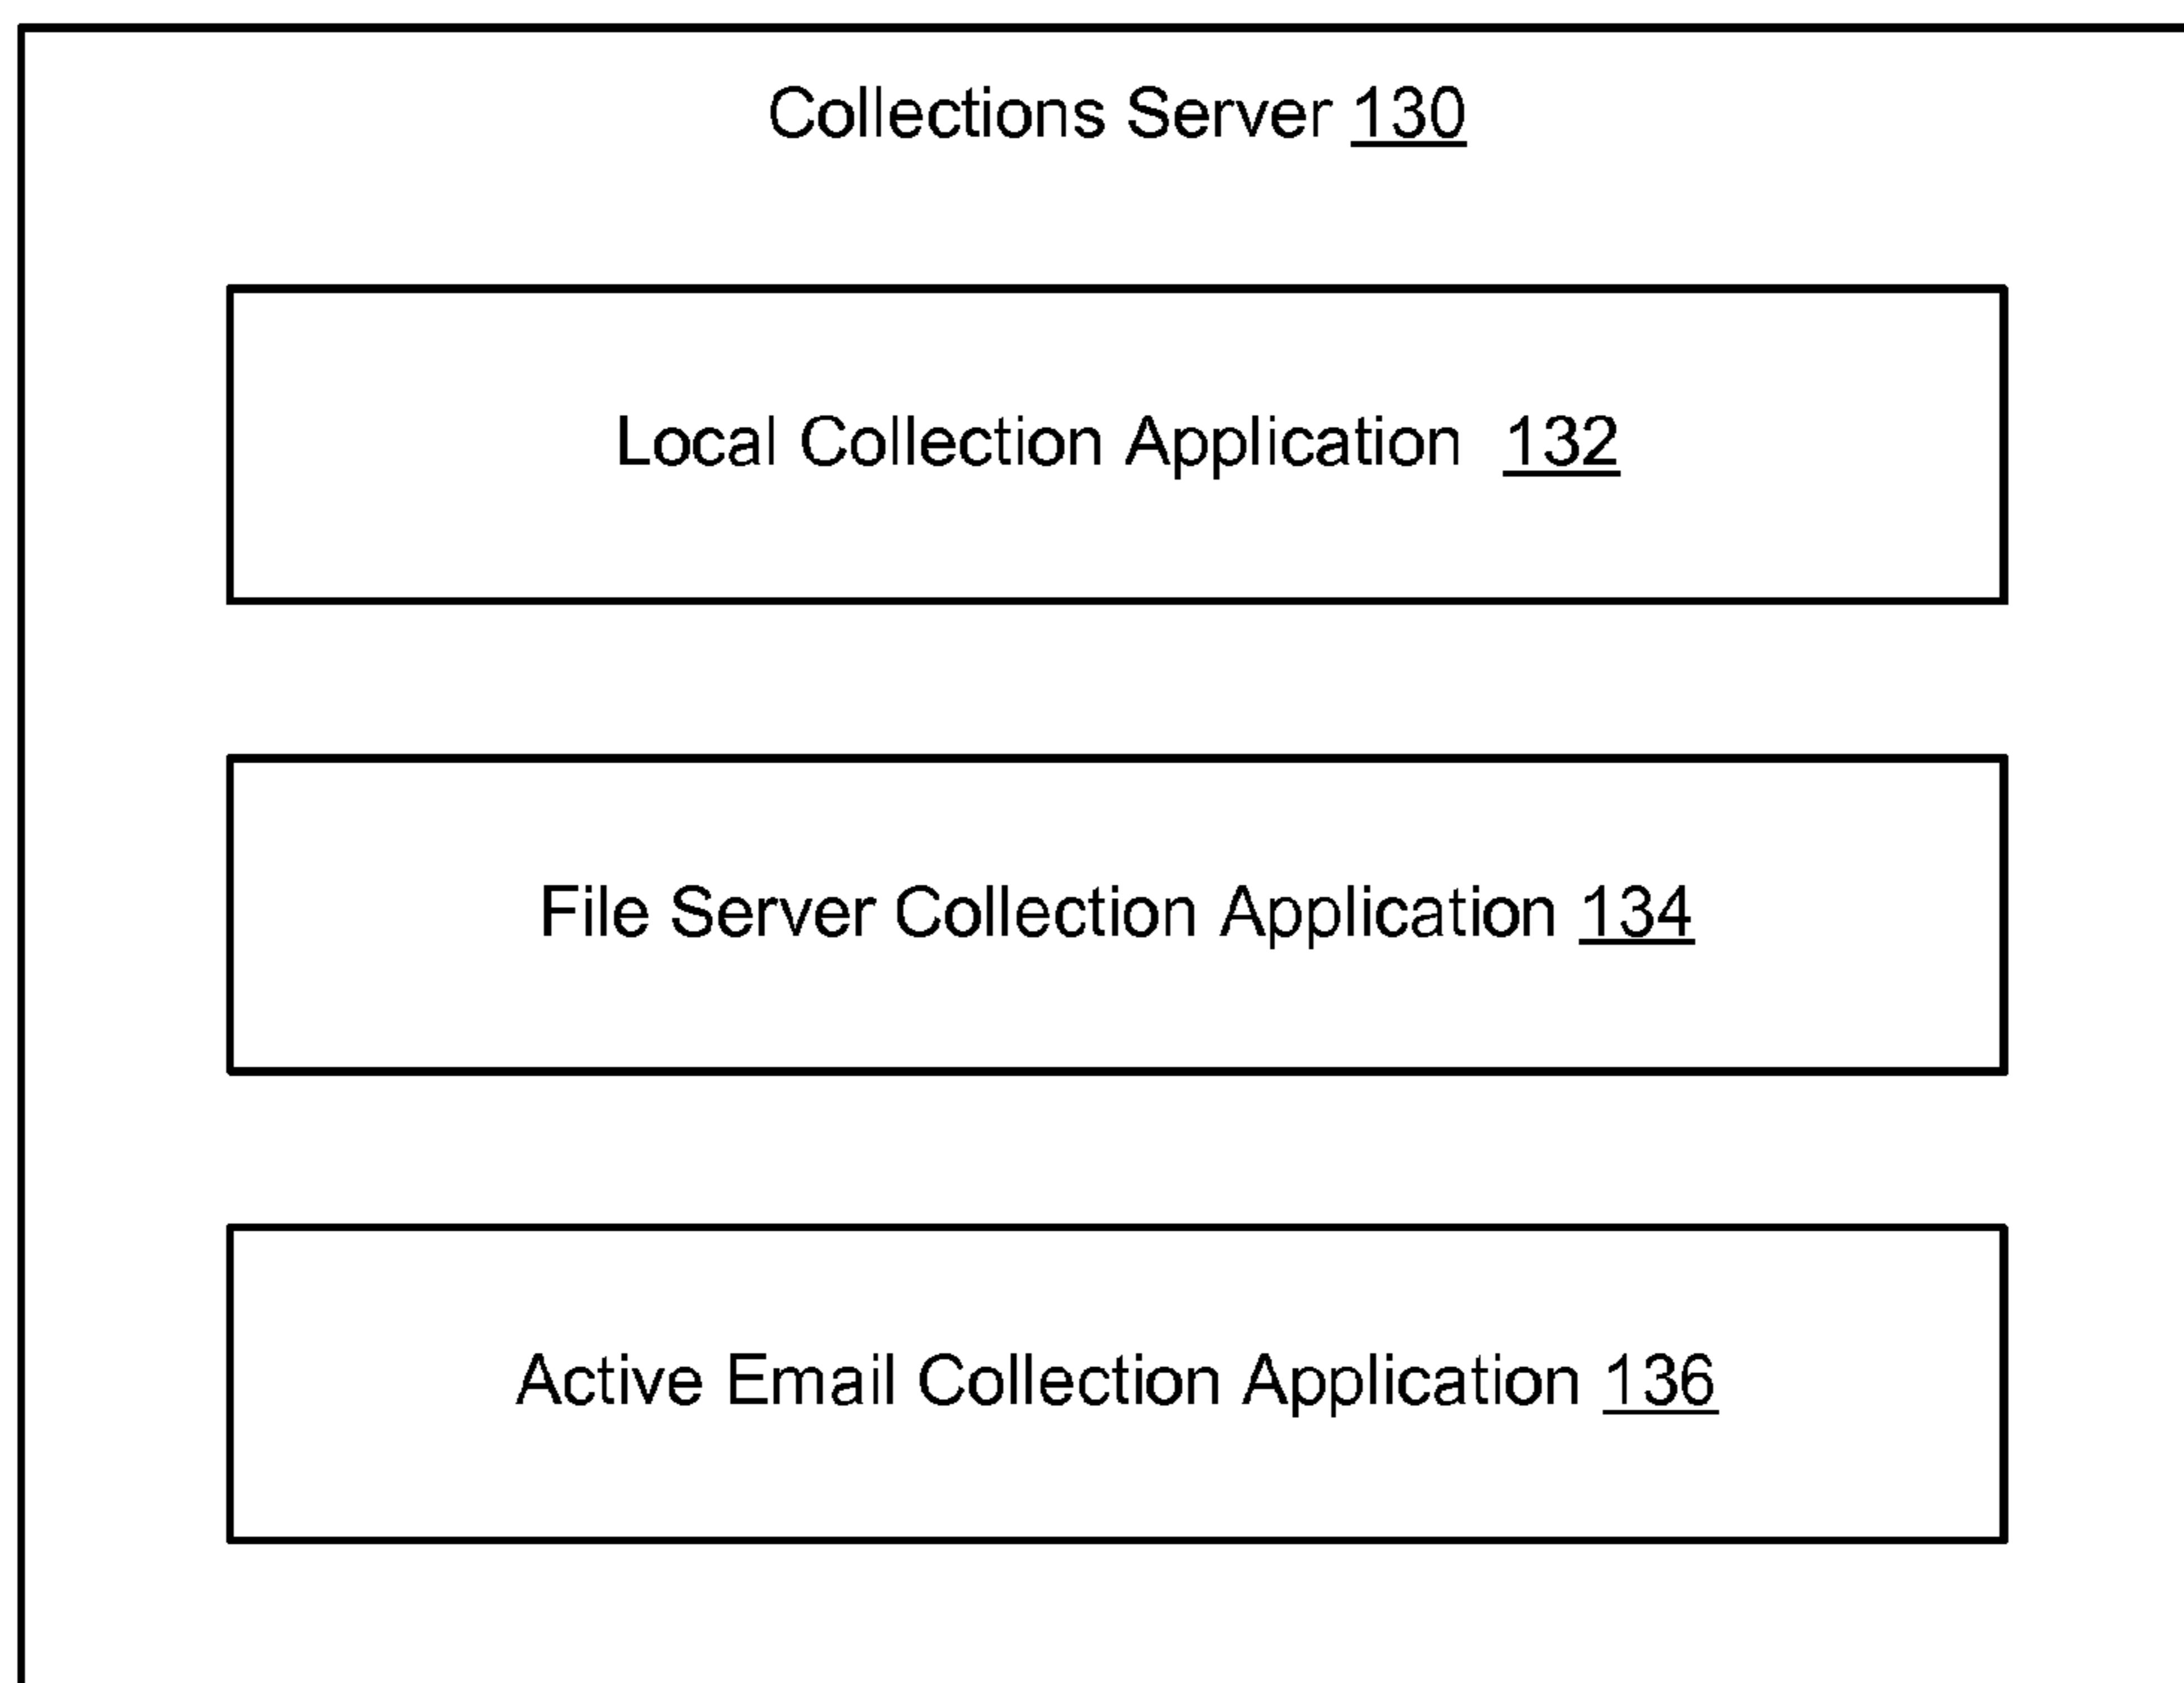 Collections Server 130
Local Collection Application 132
File Server Collection Application 134
Active Email Collection Application 136